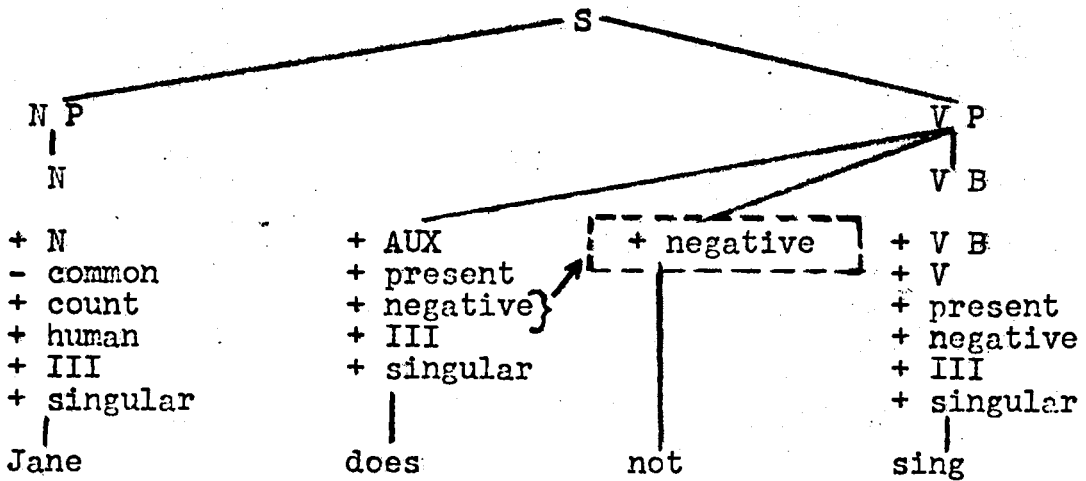 S
N P V P
N V B
+ N + AUX + negative + V B
- common + present + V
+ count + negative} + present
+ human + III + negative
+ III + singular + III
+ singular + singular
Jane does not sing